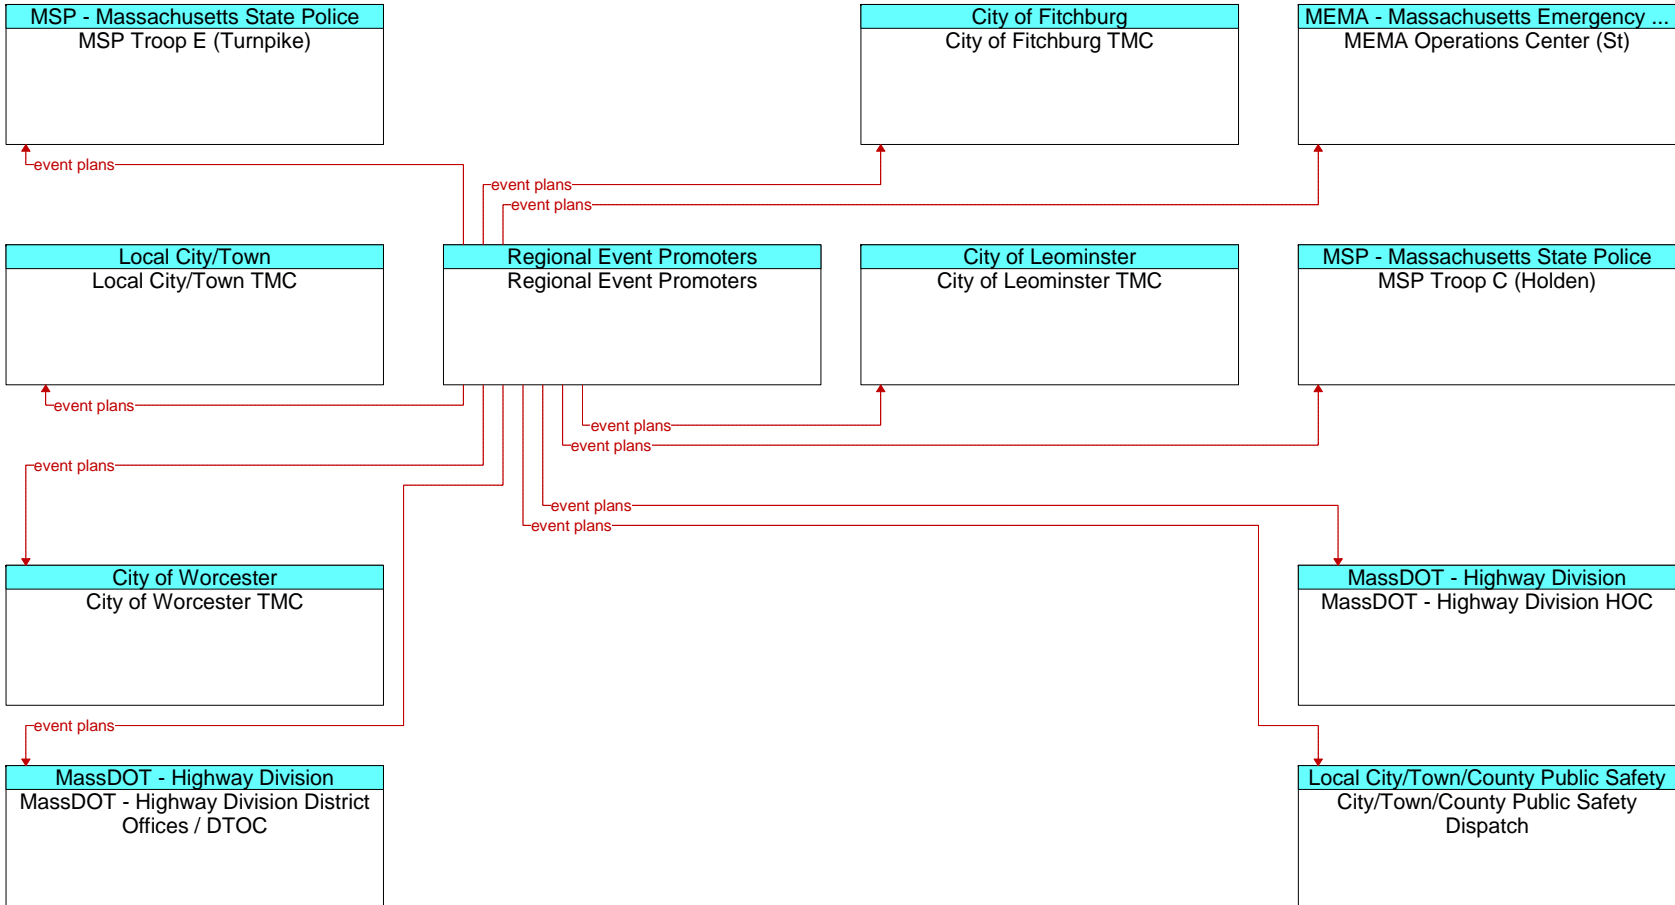 MSP - Massachusetts State Police
MSP Troop E (Turnpike)
City of Fitchburg
City of Fitchburg TMC
MEMA - Massachusetts Emergency ...
MEMA Operations Center (St)
event plans
event plans
event plans
Local City/Town
Local City/Town TMC
Regional Event Promoters
Regional Event Promoters
City of Leominster
City of Leominster TMC
MSP - Massachusetts State Police
MSP Troop C (Holden)
event plans
event plans
event plans
event plans
event plans
event plans
City of Worcester
City of Worcester TMC
MassDOT - Highway Division
MassDOT - Highway Division HOC
event plans
MassDOT - Highway Division
MassDOT - Highway Division District
Offices / DTOC
Local City/Town/County Public Safety
City/Town/County Public Safety
Dispatch